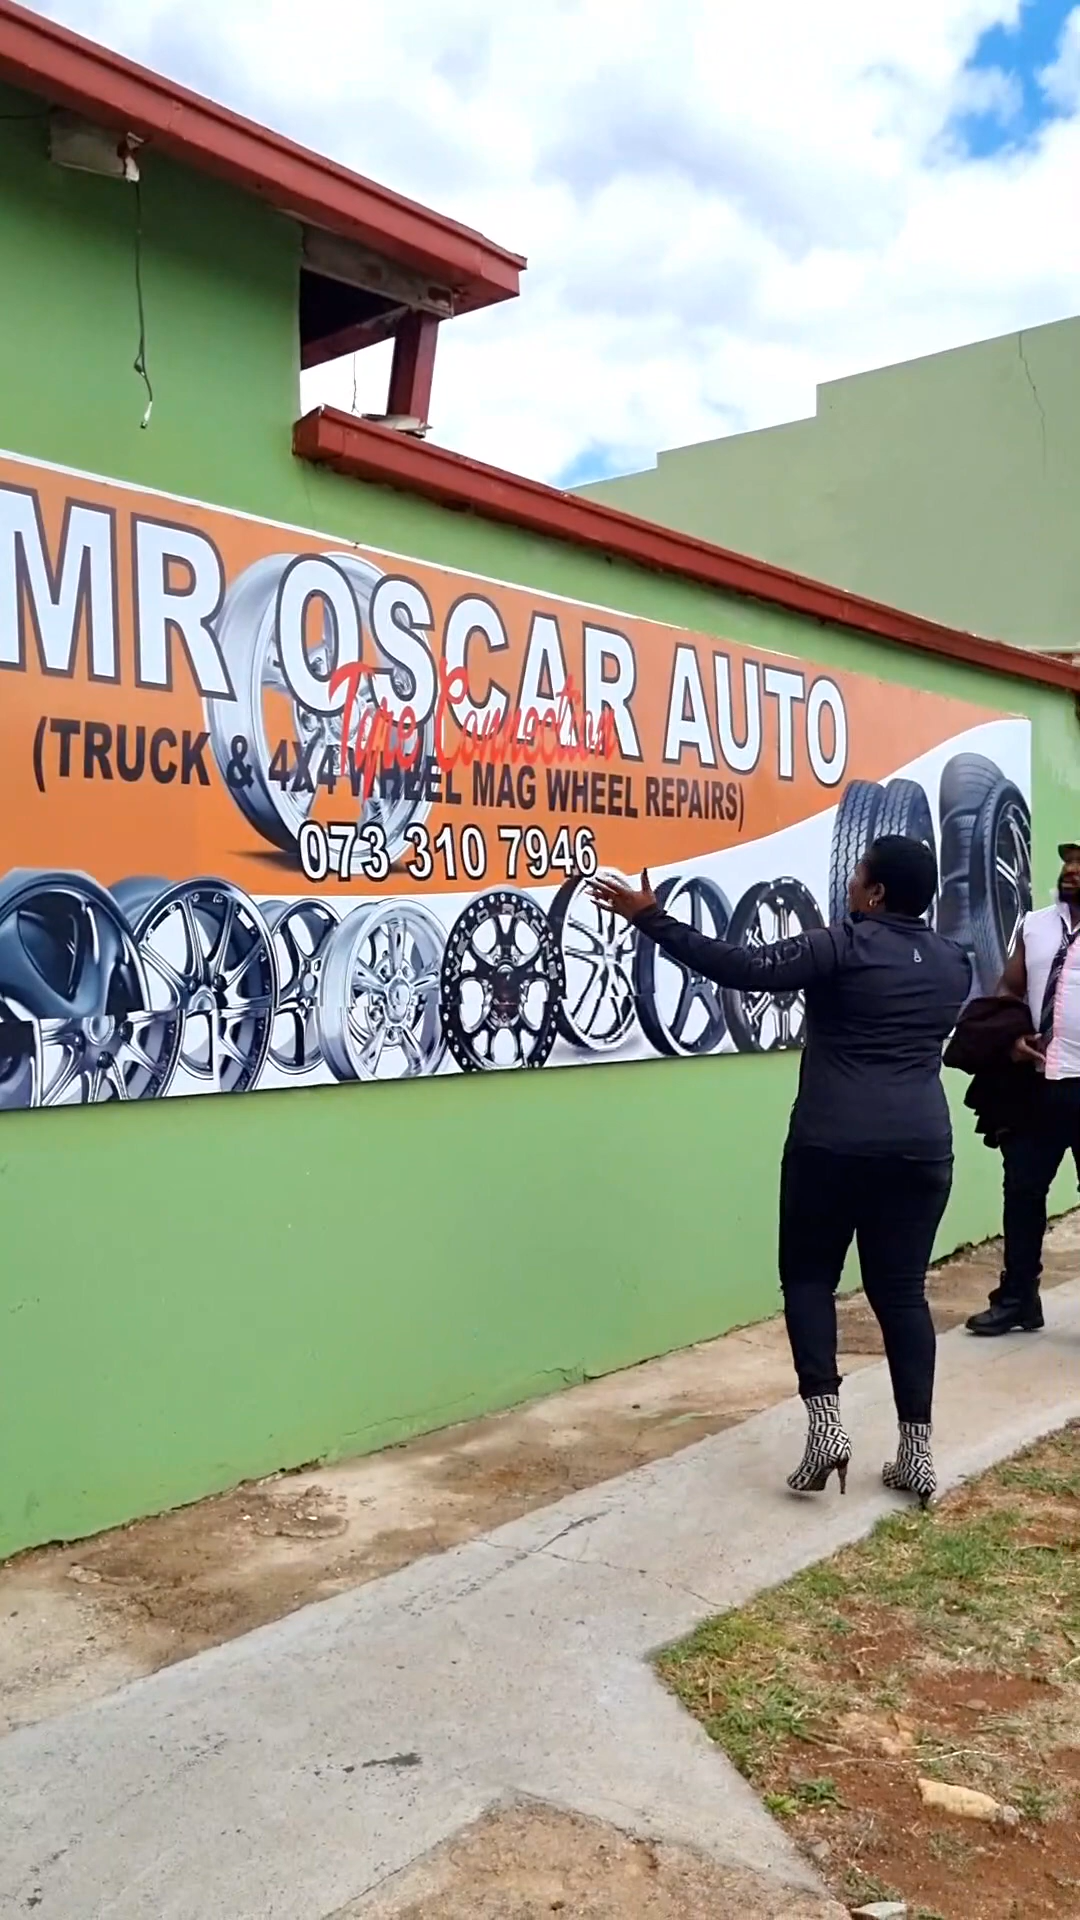 MR OSCAR AUTO
Tyre Connection
(TRUCK & 4X4 WHEEL MAG WHEEL REPAIRS)
073 310 7946